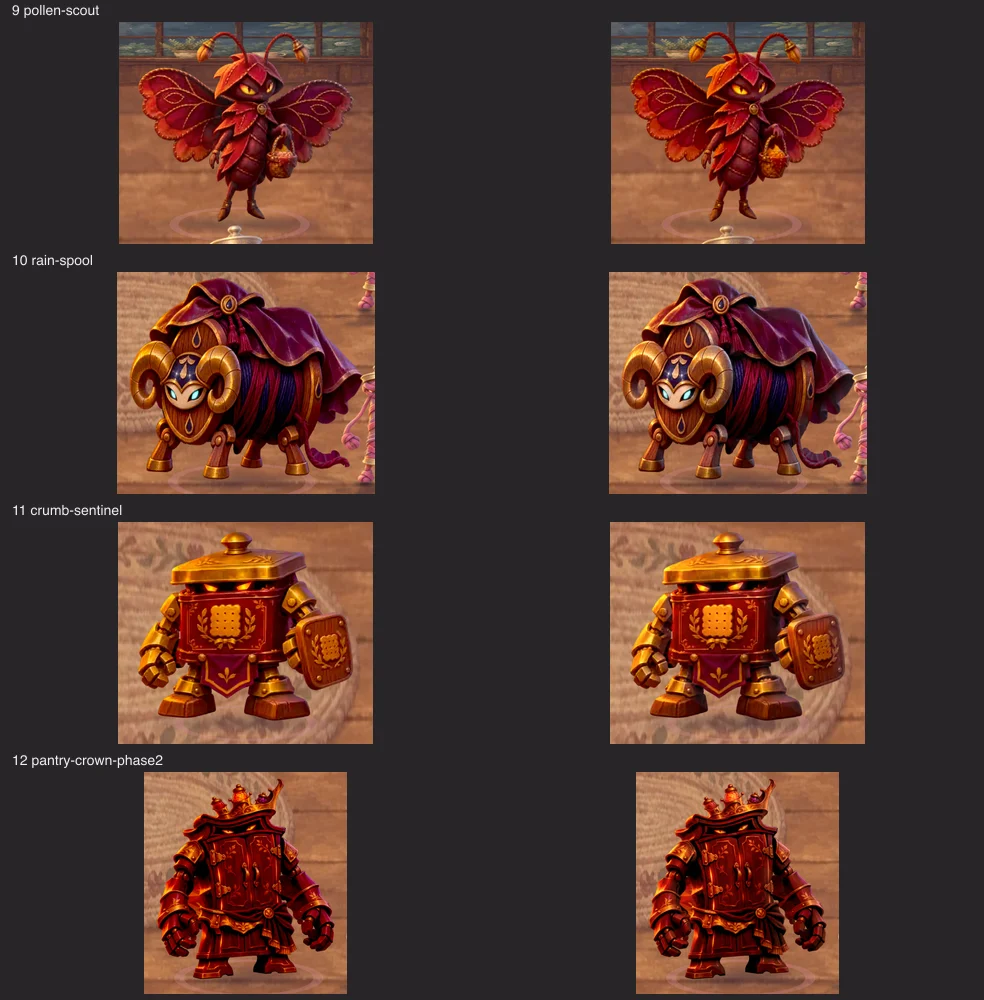 9 pollen-scout
10 rain-spool
11 crumb-sentinel
12 pantry-crown-phase2